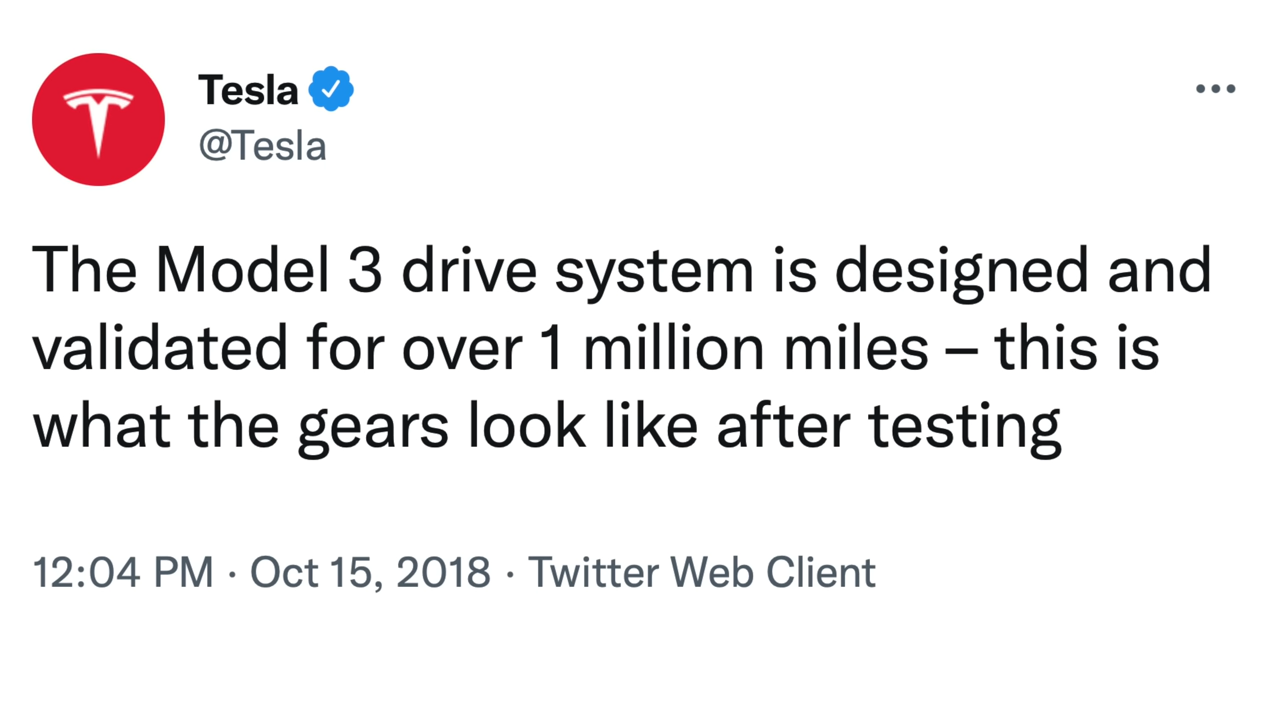 Tesla
@Tesla
The Model 3 drive system is designed and
validated for over 1 million miles – this is
what the gears look like after testing
12:04 PM · Oct 15, 2018 · Twitter Web Client